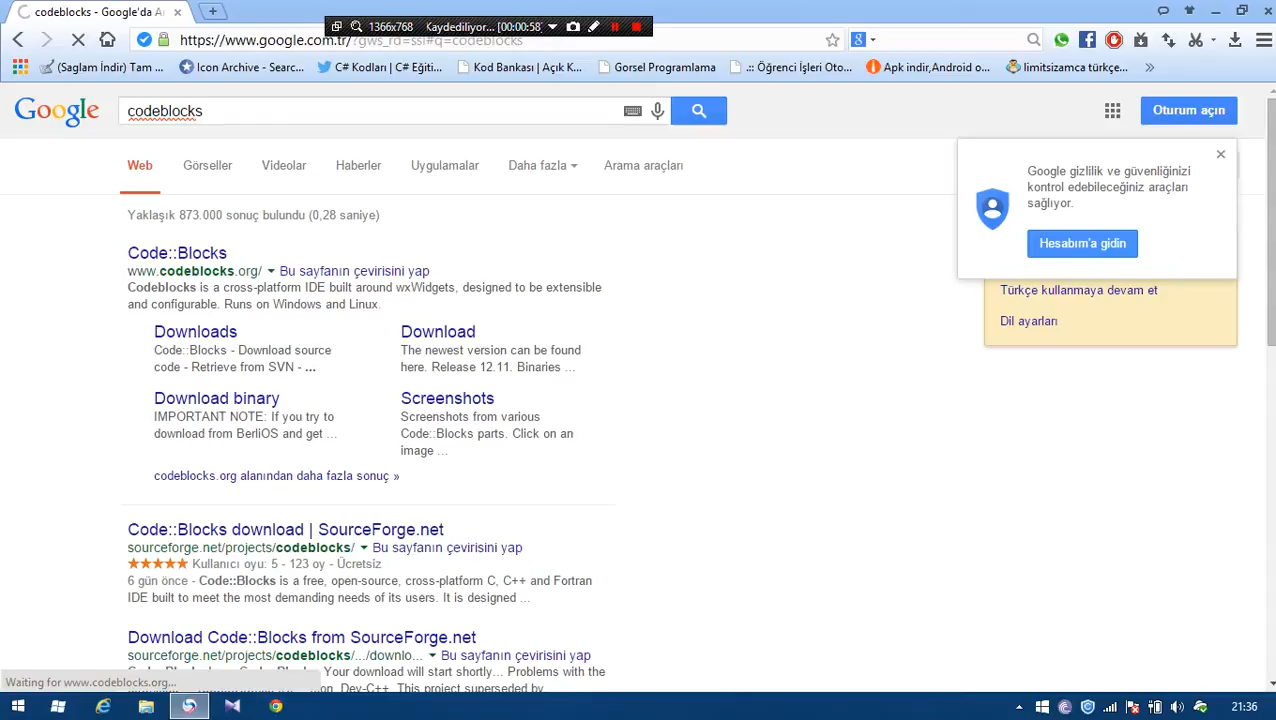 codeblocks - Google'da Ar
1366x768 Kaydediliyor... [00:00:58]
https://www.google.com.tr/?gws_rd=ssl#q=codeblocks
(Saglam İndir) Tam ...
Icon Archive - Searc...
C# Kodları | C# Eğiti...
Kod Bankası | Açık K...
Gorsel Programlama
.:: Öğrenci İşleri Oto...
Apk indir,Android o...
limitsizamca türkçe...
Google
codeblocks
Oturum açın
Web Görseller Videolar Haberler Uygulamalar Daha fazla Arama araçları
Google gizlilik ve güvenliğinizi
kontrol edebileceğiniz araçları
sağlıyor.
Hesabım'a gidin
Türkçe kullanmaya devam et
Dil ayarları
Yaklaşık 873.000 sonuç bulundu (0,28 saniye)
Code::Blocks
www.codeblocks.org/ Bu sayfanın çevirisini yap
Codeblocks is a cross-platform IDE built around wxWidgets, designed to be extensible
and configurable. Runs on Windows and Linux.
Downloads
Code::Blocks - Download source
code - Retrieve from SVN - ...
Download
The newest version can be found
here. Release 12.11. Binaries ...
Download binary
IMPORTANT NOTE: If you try to
download from BerliOS and get ...
Screenshots
Screenshots from various
Code::Blocks parts. Click on an
image ...
codeblocks.org alanından daha fazla sonuç »
Code::Blocks download | SourceForge.net
sourceforge.net/projects/codeblocks/ Bu sayfanın çevirisini yap
Kullanıcı oyu: 5 - 123 oy - Ücretsiz
6 gün önce - Code::Blocks is a free, open-source, cross-platform C, C++ and Fortran
IDE built to meet the most demanding needs of its users. It is designed ...
Download Code::Blocks from SourceForge.net
sourceforge.net/projects/codeblocks/.../downlo... Bu sayfanın çevirisini yap
Your download will start shortly... Problems with the
Dev-C++. This project superseded by
Waiting for www.codeblocks.org...
21:36